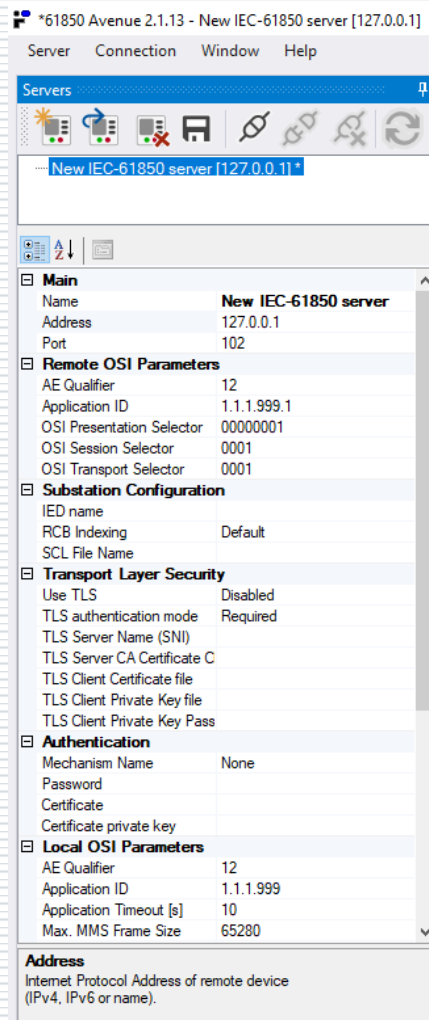 *61850 Avenue 2.1.13 - New IEC-61850 server [127.0.0.1]
Server Connection Window Help
Servers
New IEC-61850 server [127.0.0.1] *
Main
Name New IEC-61850 server
Address 127.0.0.1
Port 102
Remote OSI Parameters
AE Qualifier 12
Application ID 1.1.1.999.1
OSI Presentation Selector 00000001
OSI Session Selector 0001
OSI Transport Selector 0001
Substation Configuration
IED name
RCB Indexing Default
SCL File Name
Transport Layer Security
Use TLS Disabled
TLS authentication mode Required
TLS Server Name (SNI)
TLS Server CA Certificate C
TLS Client Certificate file
TLS Client Private Key file
TLS Client Private Key Pass
Authentication
Mechanism Name None
Password
Certificate
Certificate private key
Local OSI Parameters
AE Qualifier 12
Application ID 1.1.1.999
Application Timeout [s] 10
Max. MMS Frame Size 65280
Address
Internet Protocol Address of remote device
(IPv4, IPv6 or name).